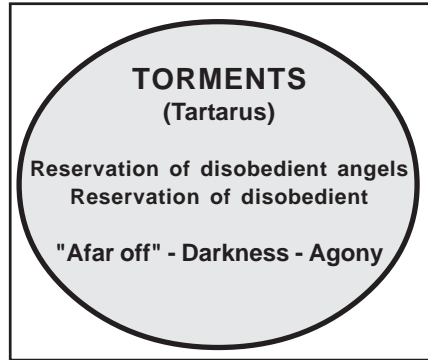 TORMENTS
(Tartarus)
Reservation of disobedient angels
Reservation of disobedient
"Afar off" - Darkness - Agony